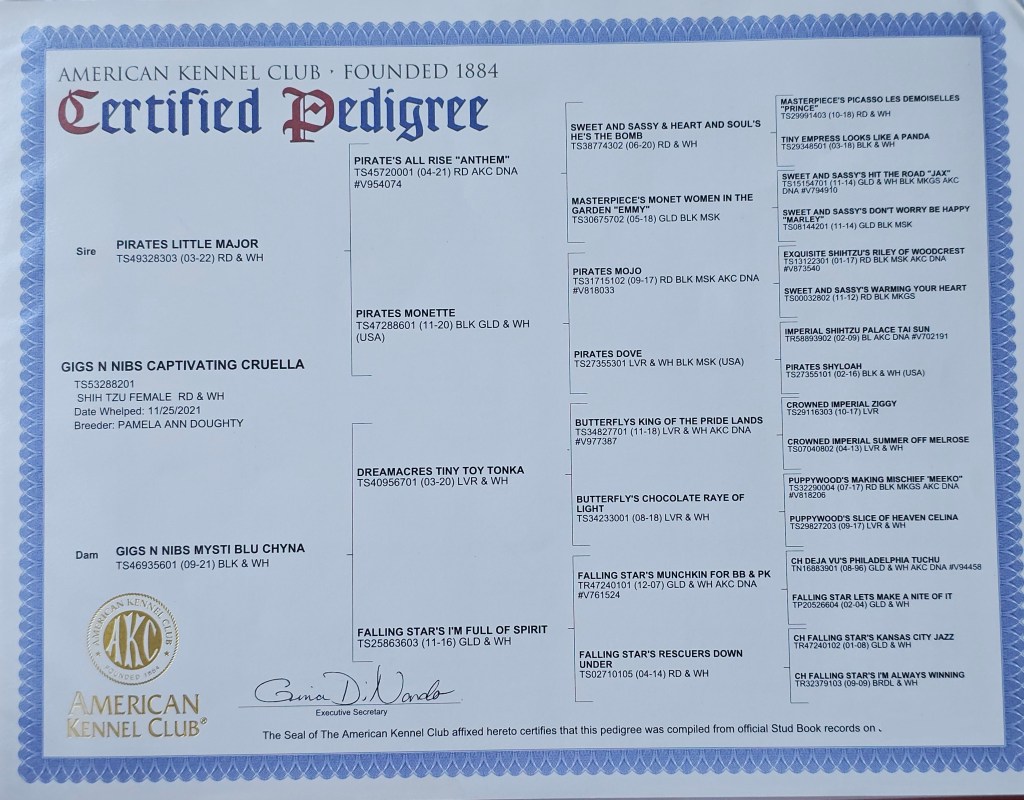 AMERICAN KENNEL CLUB · FOUNDED 1884
Certified Pedigree
Sire
PIRATES LITTLE MAJOR
TS49328303 (03-22) RD & WH
GIGS N NIBS CAPTIVATING CRUELLA
TS53288201
SHIH TZU FEMALE RD & WH
Date Whelped: 11/25/2021
Breeder: PAMELA ANN DOUGHTY
Dam
GIGS N NIBS MYSTI BLU CHYNA
TS46935601 (09-21) BLK & WH
PIRATE'S ALL RISE "ANTHEM"
TS45720001 (04-21) RD AKC DNA
#V954074
PIRATES MONETTE
TS47288601 (11-20) BLK GLD & WH
(USA)
DREAMACRES TINY TOY TONKA
TS40956701 (03-20) LVR & WH
FALLING STAR'S I'M FULL OF SPIRIT
TS25863603 (11-16) GLD & WH
SWEET AND SASSY & HEART AND SOUL'S
HE'S THE BOMB
TS38774302 (06-20) RD & WH
MASTERPIECE'S MONET WOMEN IN THE
GARDEN "EMMY"
TS30675702 (05-18) GLD BLK MSK
PIRATES MOJO
TS31715102 (09-17) RD BLK MSK AKC DNA
#V818033
PIRATES DOVE
TS27355301 LVR & WH BLK MSK (USA)
BUTTERFLYS KING OF THE PRIDE LANDS
TS34827701 (11-18) LVR & WH AKC DNA
#V977387
BUTTERFLY'S CHOCOLATE RAYE OF
LIGHT
TS34233001 (08-18) LVR & WH
FALLING STAR'S MUNCHKIN FOR BB & PK
TR47240101 (12-07) GLD & WH AKC DNA
#V761524
FALLING STAR'S RESCUERS DOWN
UNDER
TS02710105 (04-14) RD & WH
MASTERPIECE'S PICASSO LES DEMOISELLES
"PRINCE"
TS29991403 (10-18) RD & WH
TINY EMPRESS LOOKS LIKE A PANDA
TS29348501 (03-18) BLK & WH
SWEET AND SASSY'S HIT THE ROAD "JAX"
TS15154701 (11-14) GLD & WH BLK MKGS AKC
DNA #V794910
SWEET AND SASSY'S DON'T WORRY BE HAPPY
"MARLEY"
TS08144201 (11-14) GLD BLK MSK
EXQUISITE SHIHTZU'S RILEY OF WOODCREST
TS13122301 (01-17) RD BLK MSK AKC DNA
#V873540
SWEET AND SASSY'S WARMING YOUR HEART
TS00032802 (11-12) RD BLK MKGS
IMPERIAL SHIHTZU PALACE TAI SUN
TR58893902 (02-09) BL AKC DNA #V702191
PIRATES SHYLOAH
TS27355101 (02-16) BLK & WH (USA)
CROWNED IMPERIAL ZIGGY
TS29116303 (10-17) LVR
CROWNED IMPERIAL SUMMER OFF MELROSE
TS07040802 (04-13) LVR & WH
PUPPYWOOD'S MAKING MISCHIEF 'MEEKO"
TS32290004 (07-17) RD BLK MKGS AKC DNA
#V818206
PUPPYWOOD'S SLICE OF HEAVEN CELINA
TS29827203 (09-17) LVR & WH
CH DEJA VU'S PHILADELPHIA TUCHU
TN16883901 (08-96) GLD & WH AKC DNA #V94458
FALLING STAR LETS MAKE A NITE OF IT
TP20526604 (02-04) GLD & WH
CH FALLING STAR'S KANSAS CITY JAZZ
TR47240102 (01-08) GLD & WH
CH FALLING STAR'S I'M ALWAYS WINNING
TR32379103 (09-09) BRDL & WH
AMERICAN KENNEL CLUB
AKC
FOUNDED 1884
AMERICAN
KENNEL CLUB®
Gina DiNardo
Executive Secretary
The Seal of The American Kennel Club affixed hereto certifies that this pedigree was compiled from official Stud Book records on